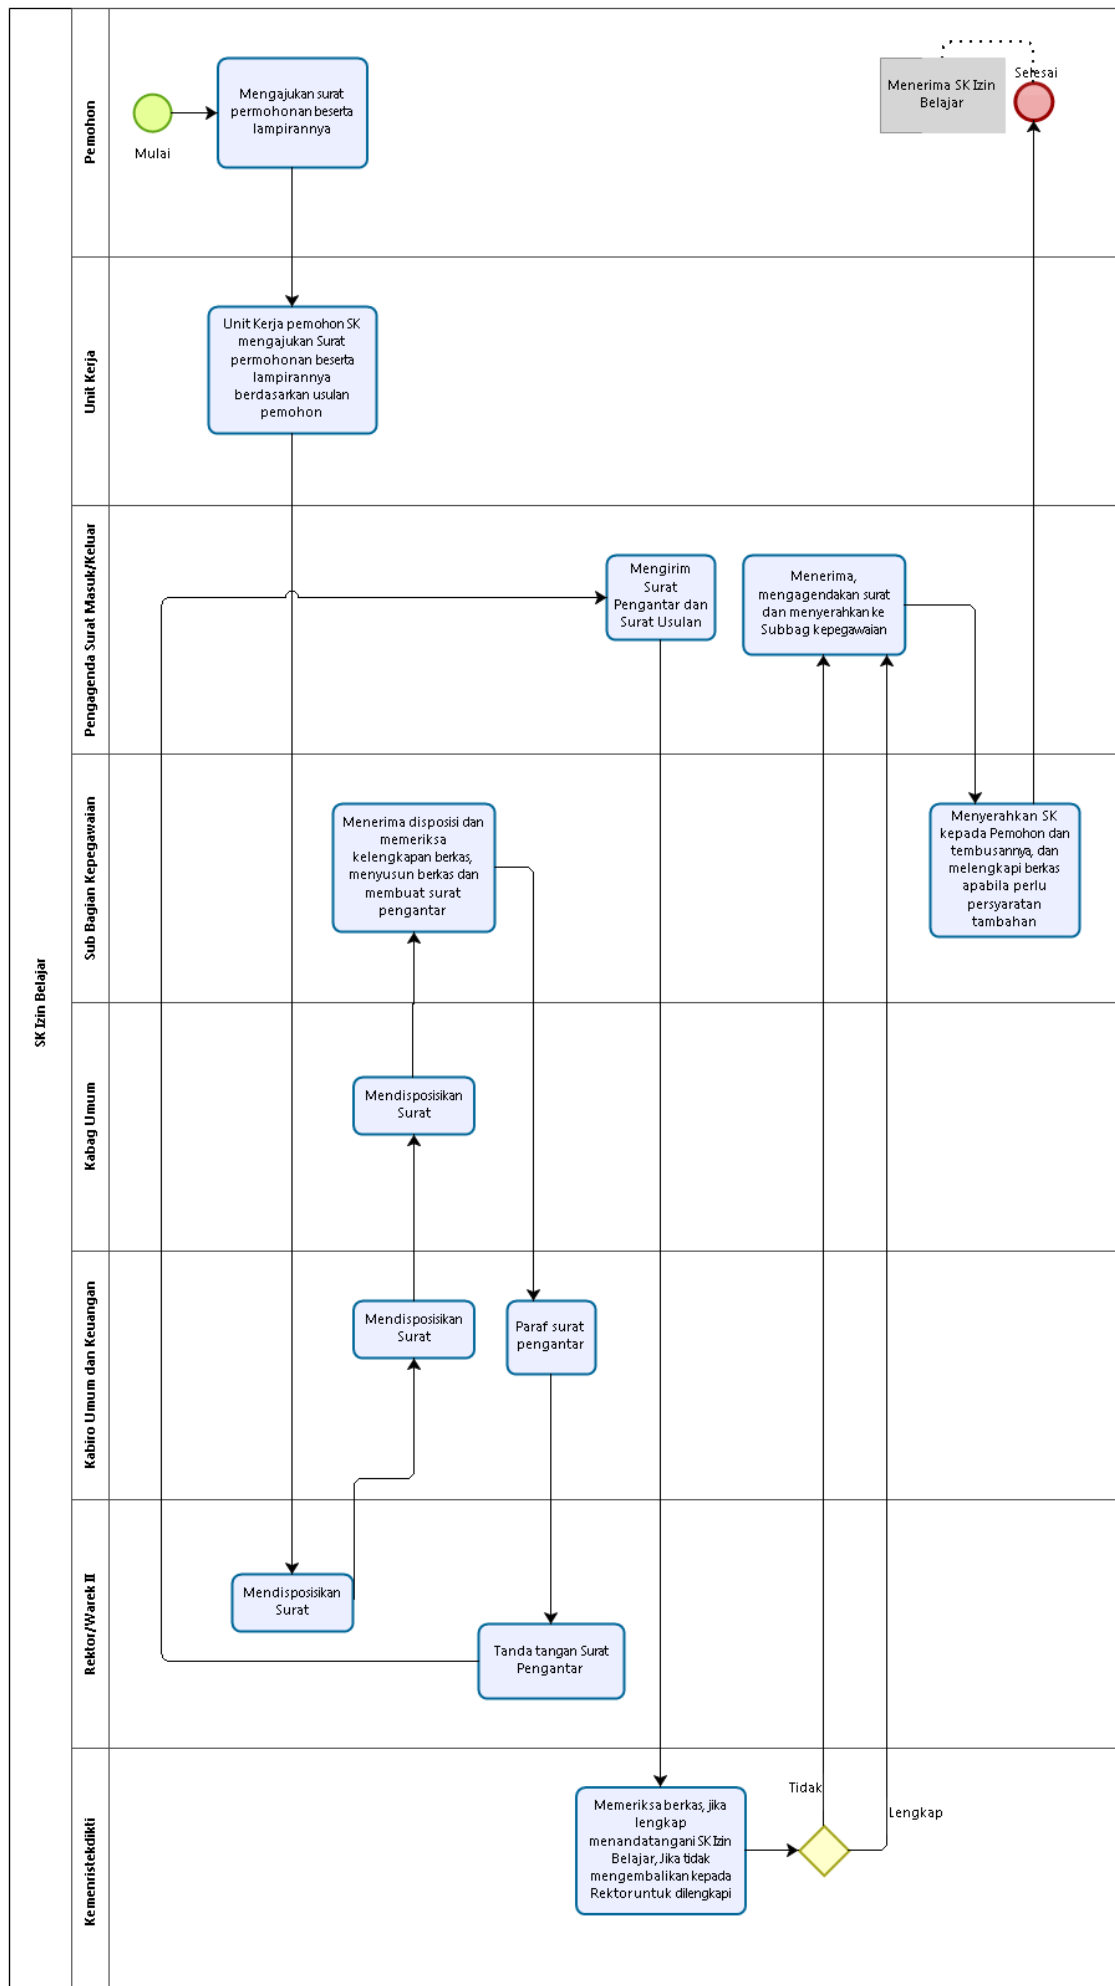 SK Izin Belajar
Pemohon
Mulai
Mengajukan surat
permohonan beserta
lampirannya
Menerima SK Izin
Belajar
Selesai
Unit Kerja
Unit Kerja pemohon SK
mengajukan Surat
permohonan beserta
lampirannya
berdasarkan usulan
pemohon
Pengagenda Surat Masuk/Keluar
Mengirim
Surat
Pengantar dan
Surat Usulan
Menerima,
mengagendakan surat
dan menyerahkan ke
Subbag kepegawaian
Sub Bagian Kepegawaian
Menerima disposisi dan
memeriksa
kelengkapan berkas,
menyusun berkas dan
membuat surat
pengantar
Menyerahkan SK
kepada Pemohon dan
tembusannya, dan
melengkapi berkas
apabila perlu
persyaratan
tambahan
Kabag Umum
Mendisposisikan
Surat
Kabiro Umum dan Keuangan
Mendisposisikan
Surat
Paraf surat
pengantar
Rektor/Warek II
Mendisposisikan
Surat
Tanda tangan Surat
Pengantar
Kemenristekdikti
Memeriksa berkas, jika
lengkap
menandatangani SK Izin
Belajar, Jika tidak
mengembalikan kepada
Rektor untuk dilengkapi
Tidak
Lengkap